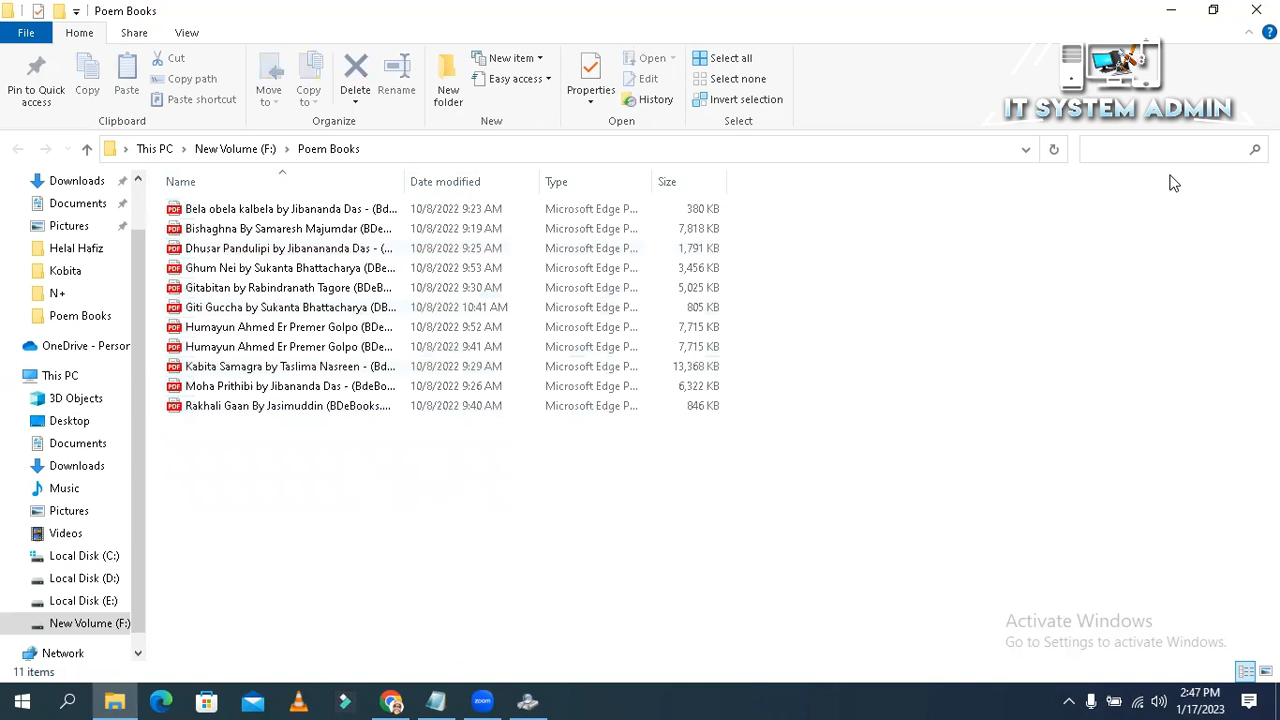 Poem Books
File Home Share View
Pin to Quick access
Copy
Paste
Cut
Copy path
Paste shortcut
Clipboard
Move to
Copy to
Delete
Rename
Organize
New folder
New item
Easy access
New
Properties
Open
Edit
History
Open
Select all
Select none
Invert selection
Select
IT SYSTEM ADMIN
This PC New Volume (F:) Poem Books
Downloads
Documents
Pictures
Helal Hafiz
Kobita
N+
Poem Books
OneDrive - Person
This PC
3D Objects
Desktop
Documents
Downloads
Music
Pictures
Videos
Local Disk (C:)
Local Disk (D:)
Local Disk (E:)
New Volume (F:)
Network
Name Date modified Type Size
Bela obela kalbela by Jibananda Das - (Bd... 10/8/2022 9:23 AM Microsoft Edge P... 380 KB
Bishaghna By Samaresh Majumdar (BDe... 10/8/2022 9:19 AM Microsoft Edge P... 7,818 KB
Dhusar Pandulipi by Jibanananda Das - (... 10/8/2022 9:25 AM Microsoft Edge P... 1,791 KB
Ghum Nei by Sukanta Bhattacharya (DBe... 10/8/2022 9:53 AM Microsoft Edge P... 3,456 KB
Gitabitan by Rabindranath Tagore (BDeB... 10/8/2022 9:30 AM Microsoft Edge P... 5,025 KB
Giti Guccha by Sukanta Bhattacharya (DB... 10/8/2022 10:41 AM Microsoft Edge P... 805 KB
Humayun Ahmed Er Premer Golpo (BDe... 10/8/2022 9:52 AM Microsoft Edge P... 7,715 KB
Humayun Ahmed Er Premer Golpo (BDe... 10/8/2022 9:41 AM Microsoft Edge P... 7,715 KB
Kabita Samagra by Taslima Nasreen - (Bd... 10/8/2022 9:29 AM Microsoft Edge P... 13,368 KB
Moha Prithibi by Jibananda Das - (BdeBo... 10/8/2022 9:26 AM Microsoft Edge P... 6,322 KB
Rakhali Gaan By Jasimuddin (BDeBooks.... 10/8/2022 9:40 AM Microsoft Edge P... 846 KB
Activate Windows
Go to Settings to activate Windows.
11 items
zoom
2:47 PM
1/17/2023